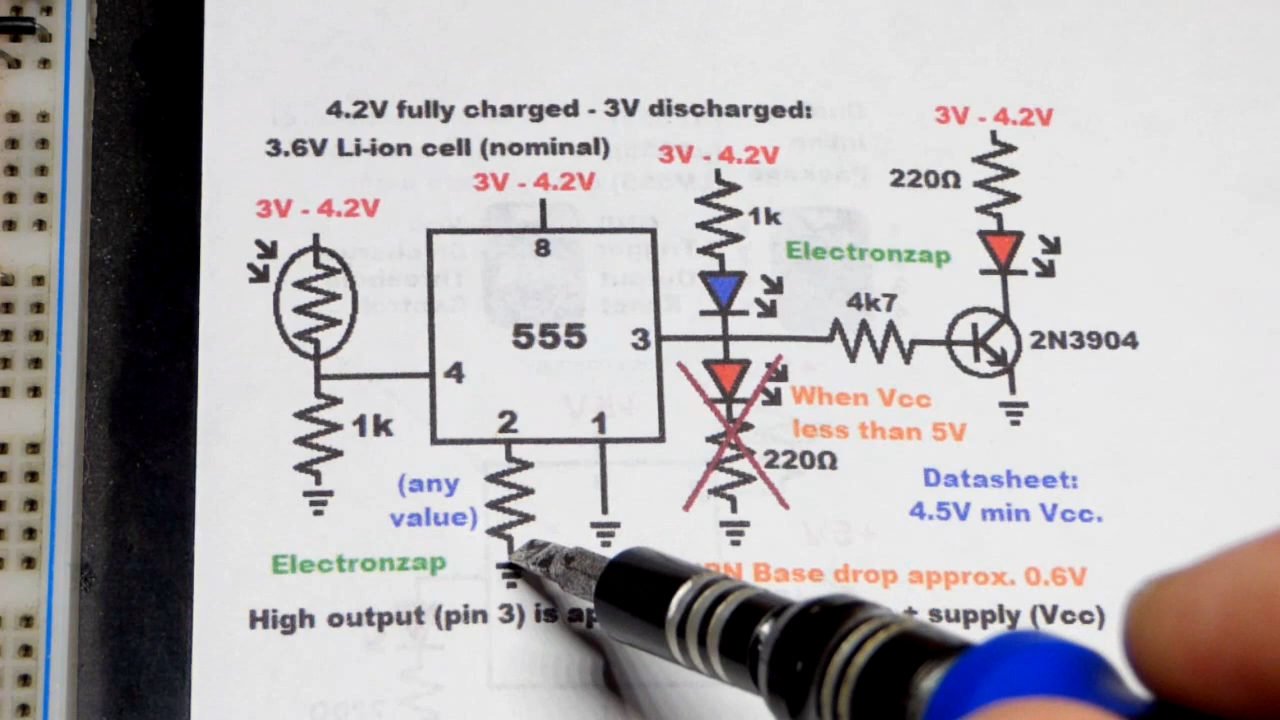 4.2V fully charged - 3V discharged:
3.6V Li-ion cell (nominal)
3V - 4.2V
3V - 4.2V
3V - 4.2V
3V - 4.2V
220Ω
1k
Electronzap
8
555
3
4k7
2N3904
4
1k
2
1
When Vcc
less than 5V
220Ω
(any
value)
Datasheet:
4.5V min Vcc.
Electronzap
Base drop approx. 0.6V
High output (pin 3) is
supply (Vcc)